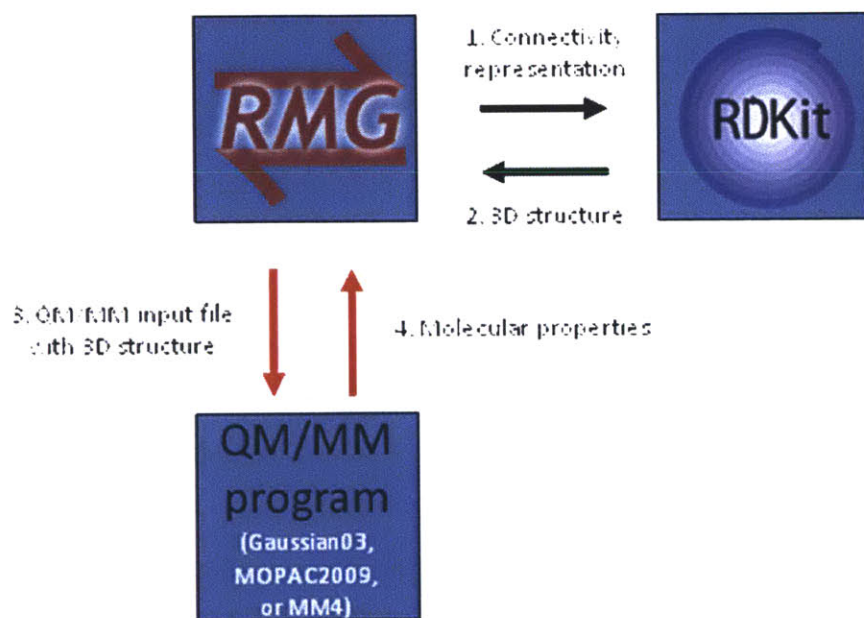 1. Connectivity
representation
RMG
RDKit
2. 3D structure
3. QM/MM input file
with 3D structure
4. Molecular properties
QM/MM
program
(Gaussian03,
MOPAC2009,
or MM4)